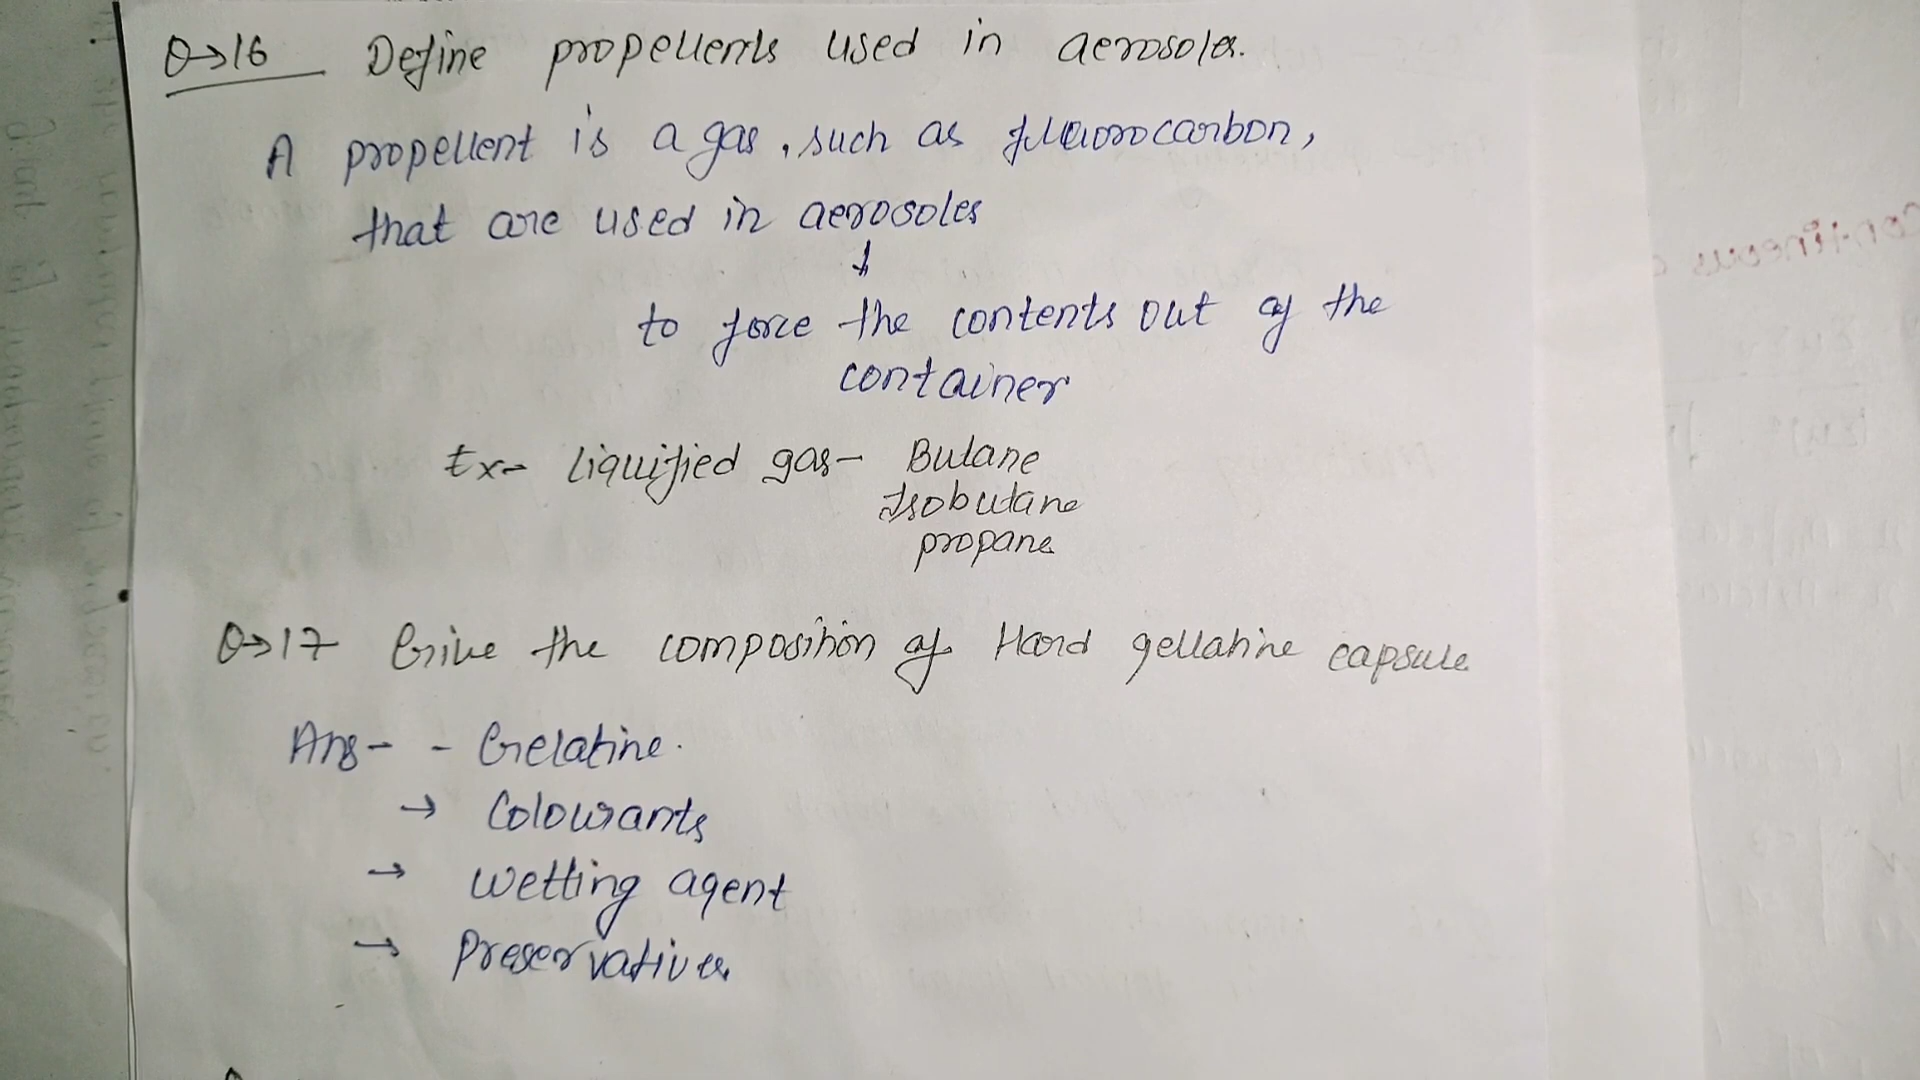 Q→16 Define propellents used in aerosoles.
A propellent is a gas, such as fluorocarbon,
that are used in aerosoles
↓
to force the contents out of the
container
Ex- liquified gas- Butane
Isobutane
propane
Q→17 Give the composition of Hard gellatine capsule
Ans- - Gelatine.
→ Colourants
→ Wetting agent
→ Preservatives